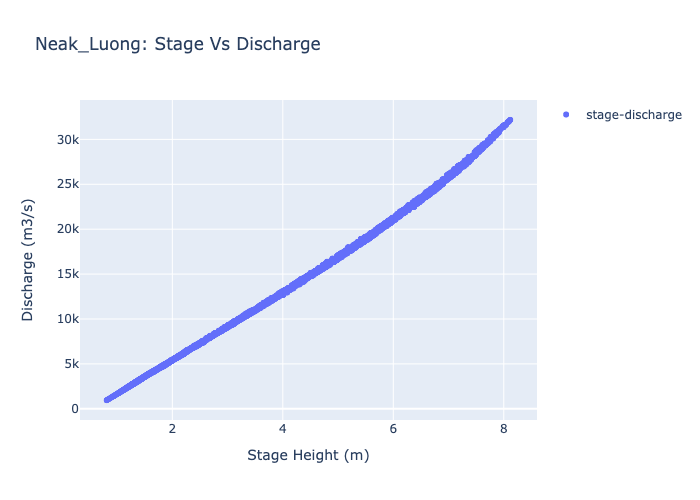 Neak_Luong: Stage Vs Discharge
stage-discharge
Discharge (m3/s)
30k
25k
20k
15k
10k
5k
0
2 4 6 8
Stage Height (m)